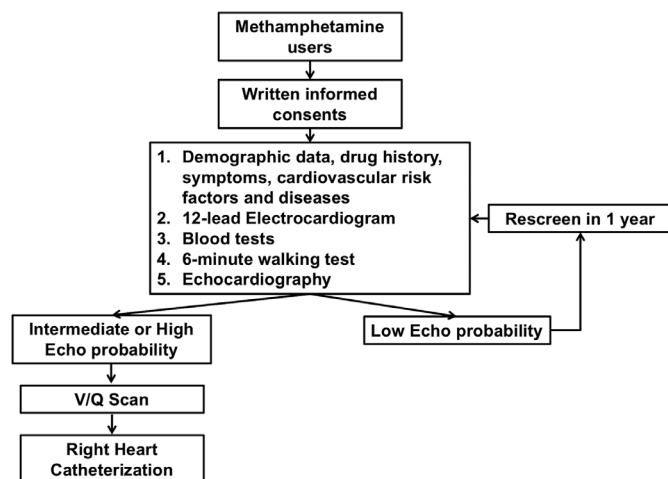 Methamphetamine
users
Written informed
consents
1. Demographic data, drug history,
symptoms, cardiovascular risk
factors and diseases
2. 12-lead Electrocardiogram
3. Blood tests
4. 6-minute walking test
5. Echocardiography
Rescreen in 1 year
Intermediate or High
Echo probability
Low Echo probability
V/Q Scan
Right Heart
Catheterization